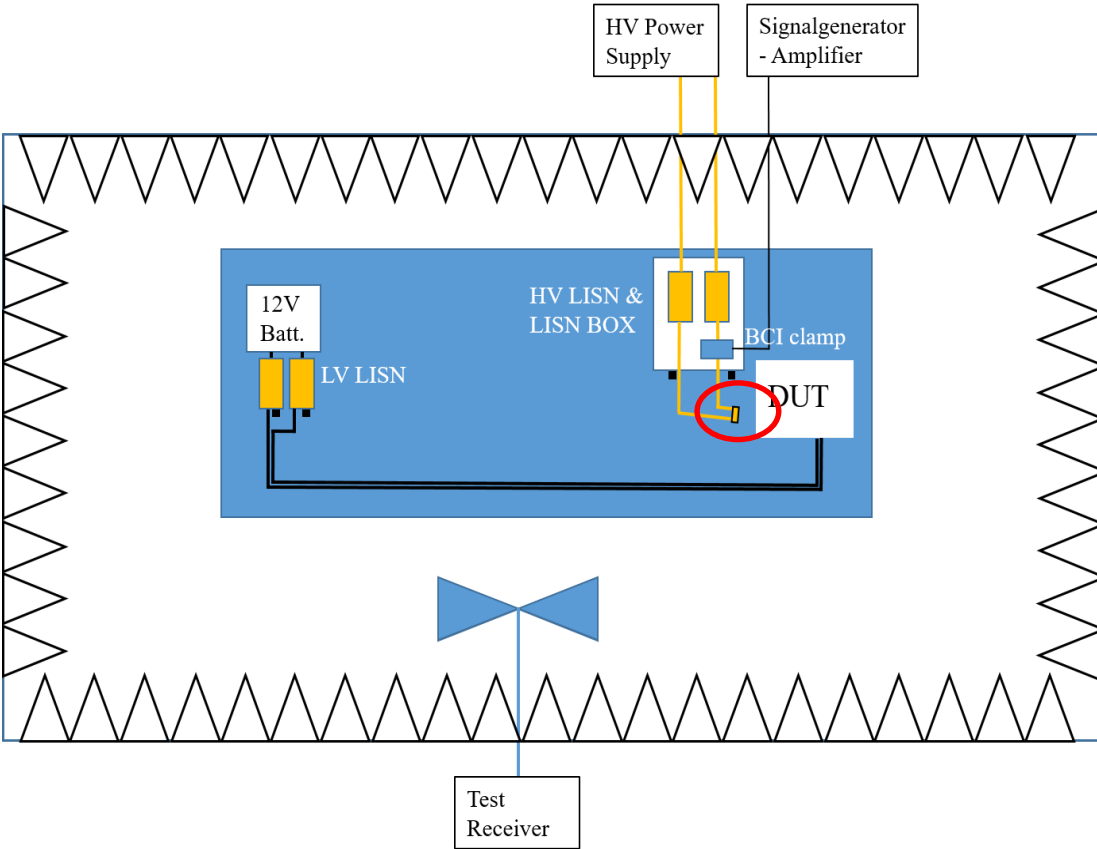 HV Power
Supply
Signalgenerator
- Amplifier
12V
Batt.
LV LISN
HV LISN &
LISN BOX
BCI clamp
DUT
Test
Receiver